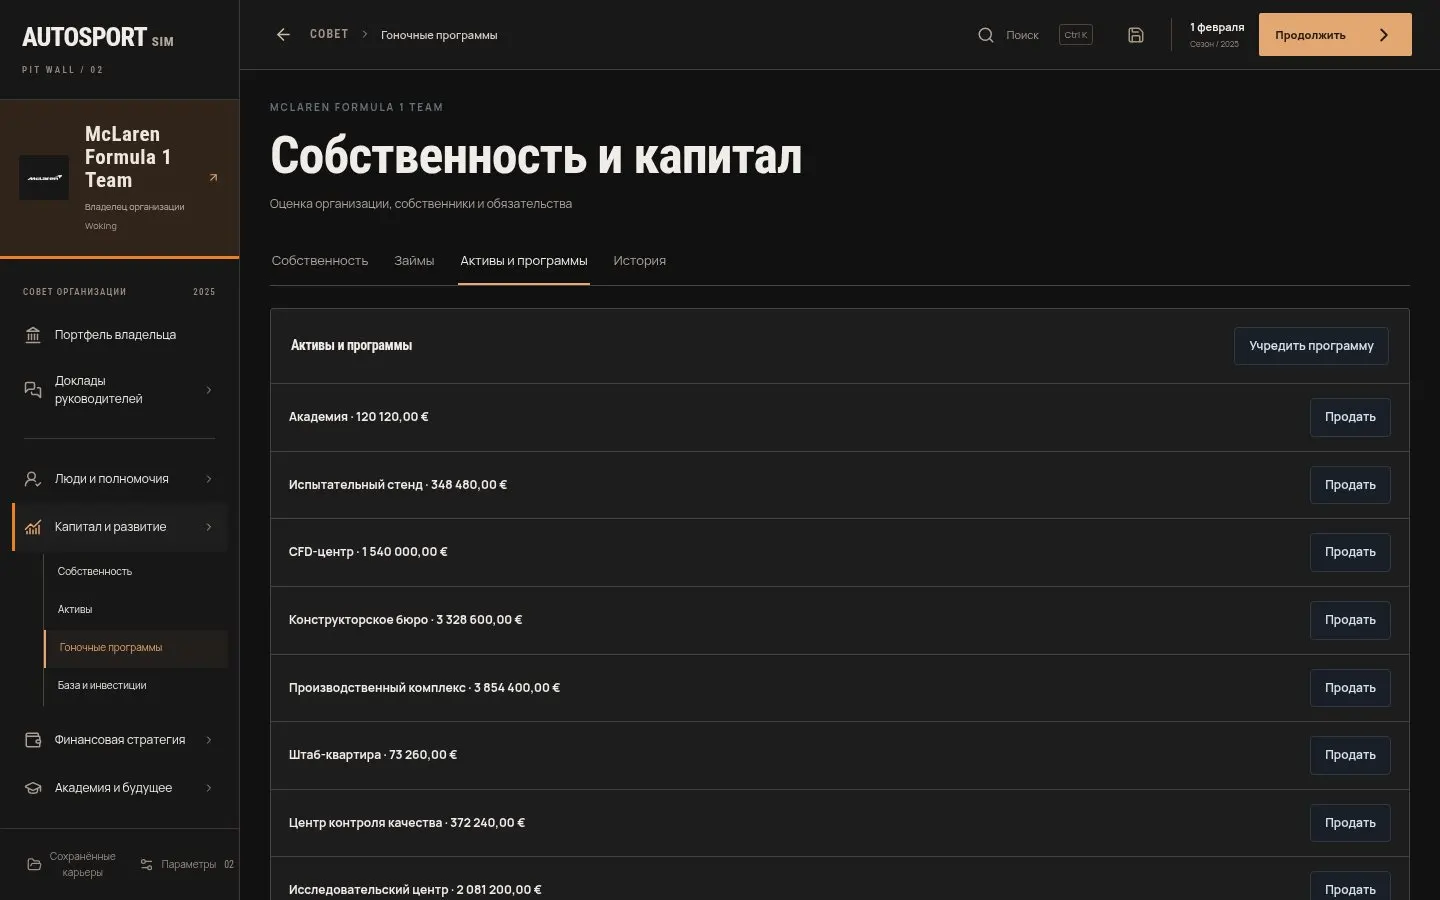 AUTOSPORT SIM
PIT WALL / 02
McLaren
Formula 1
Team
Владелец организации
Woking
СОВЕТ ОРГАНИЗАЦИИ 2025
Портфель владельца
Доклады
руководителей
Люди и полномочия
Капитал и развитие
Собственность
Активы
Гоночные программы
База и инвестиции
Финансовая стратегия
Академия и будущее
Сохранённые
карьеры
Параметры 02
СОВЕТ > Гоночные программы
Поиск Ctrl K
1 февраля
Сезон / 2025
Продолжить
MCLAREN FORMULA 1 TEAM
Собственность и капитал
Оценка организации, собственники и обязательства
Собственность Займы Активы и программы История
Активы и программы Учредить программу
Академия · 120 120,00 € Продать
Испытательный стенд · 348 480,00 € Продать
CFD-центр · 1 540 000,00 € Продать
Конструкторское бюро · 3 328 600,00 € Продать
Производственный комплекс · 3 854 400,00 € Продать
Штаб-квартира · 73 260,00 € Продать
Центр контроля качества · 372 240,00 € Продать
Исследовательский центр · 2 081 200,00 € Продать